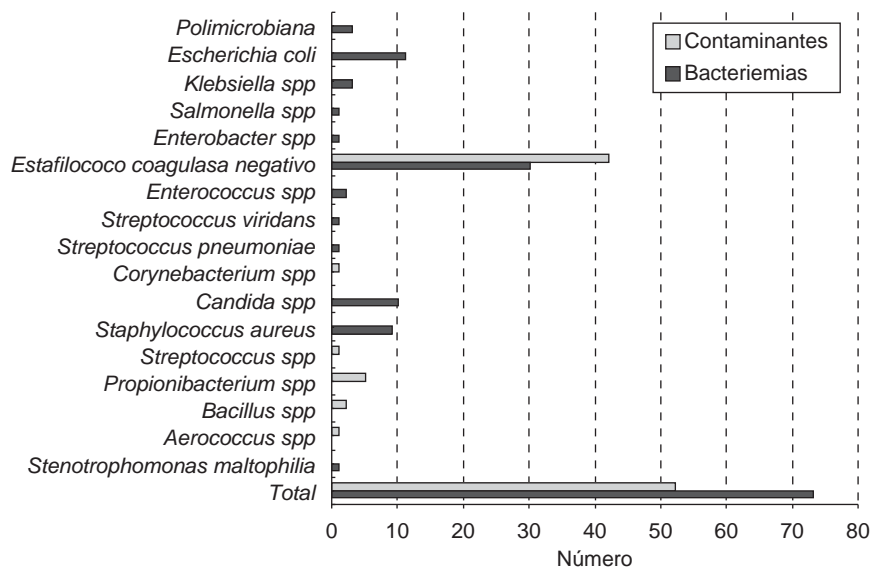 Polimicrobiana
Escherichia coli
Klebsiella spp
Salmonella spp
Enterobacter spp
Estafilococo coagulasa negativo
Enterococcus spp
Streptococcus viridans
Streptococcus pneumoniae
Corynebacterium spp
Candida spp
Staphylococcus aureus
Streptococcus spp
Propionibacterium spp
Bacillus spp
Aerococcus spp
Stenotrophomonas maltophilia
Total
Contaminantes
Bacteriemias
0 10 20 30 40 50 60 70 80
Número